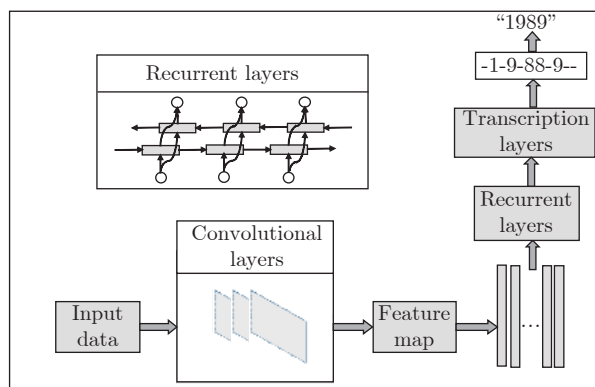 “1989”
-1-9-88-9--
Recurrent layers
Transcription
layers
Recurrent
layers
Convolutional
layers
Input
data
Feature
map
...